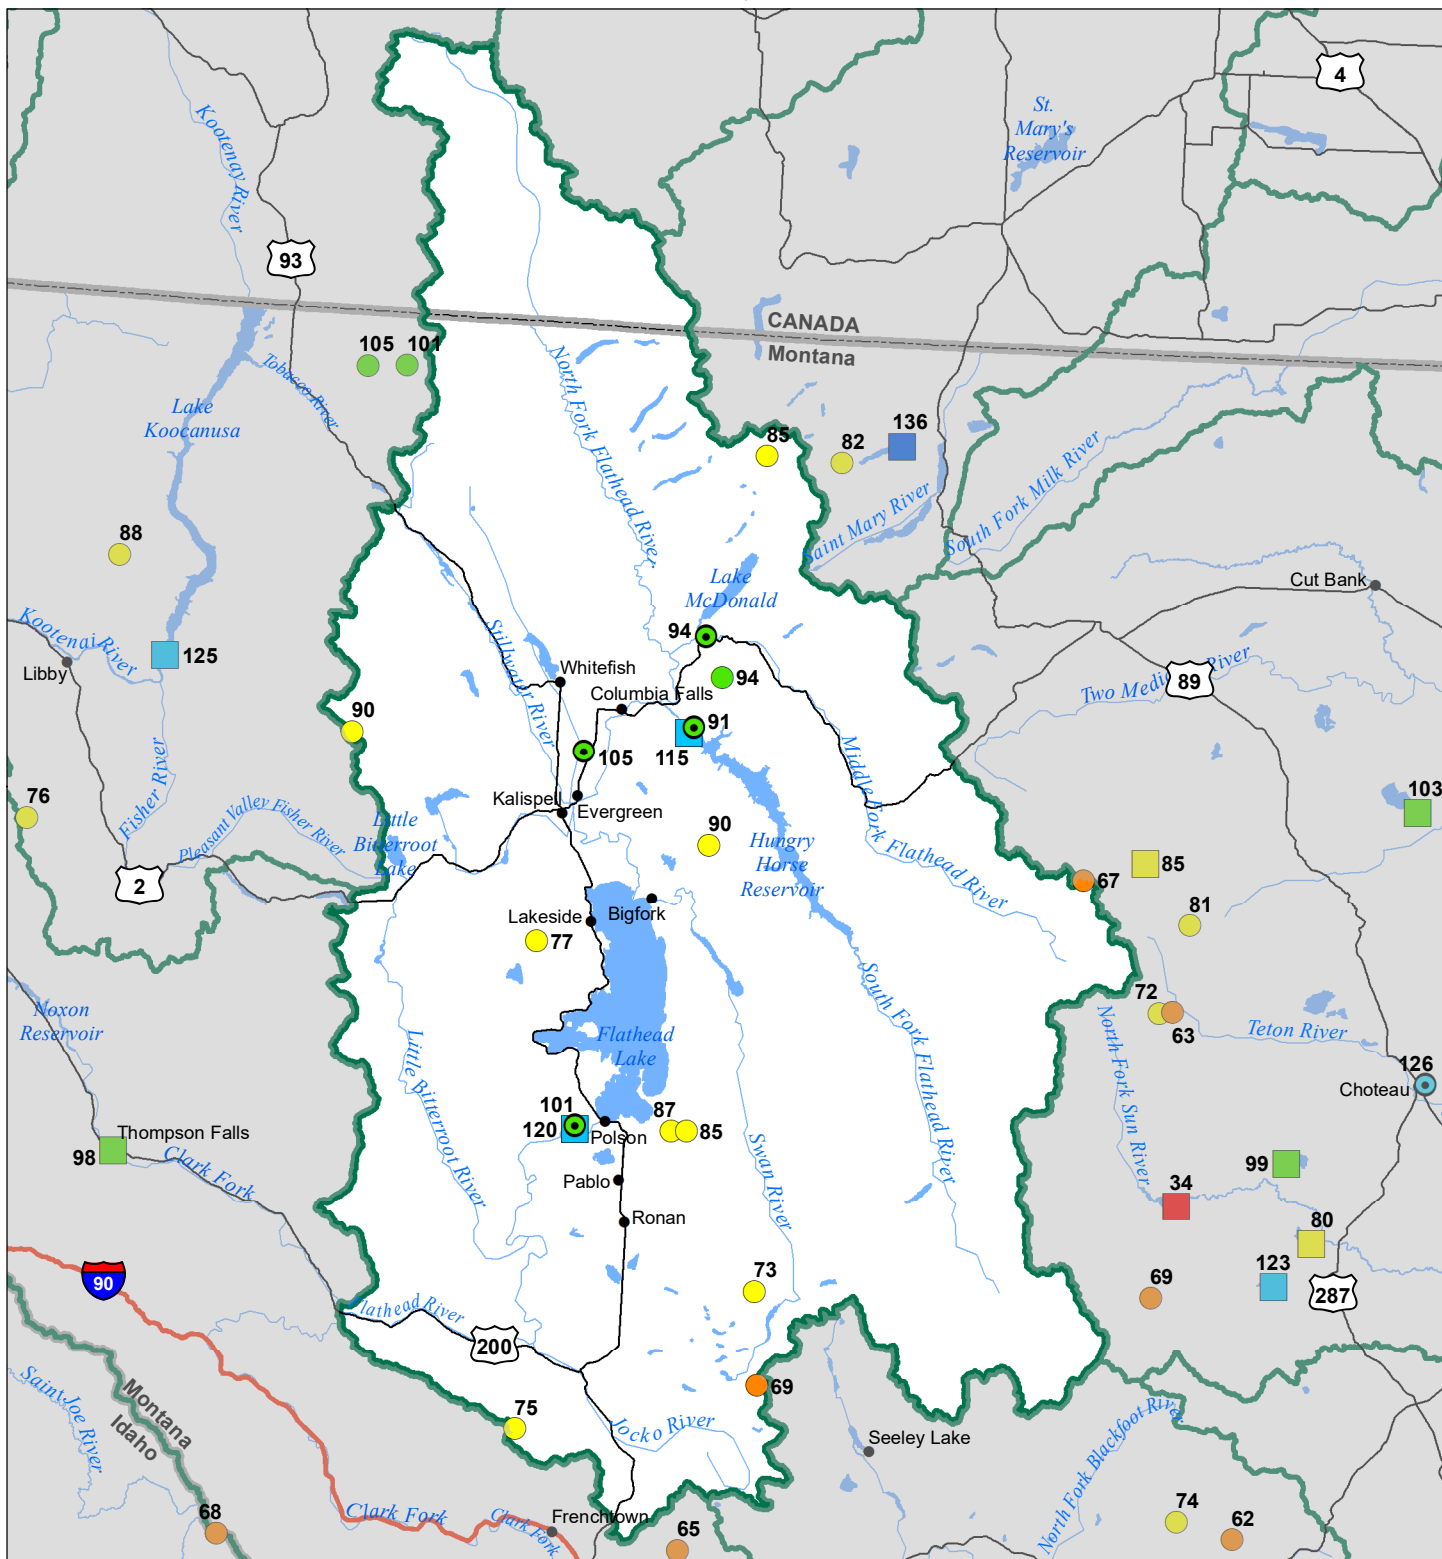 4
St.
Mary's
Reservoir
Kootenay River
93
CANADA
Montana
105
101
Tobacco River
North Fork Flathead River
Lake
Koocanusa
85
82
136
Saint Mary River
South Fork Milk River
88
Lake
McDonald
Cut Bank
Kootenai River
94
125
Libby
Stillwater River
Whitefish
94
Two Medicine River
89
Columbia Falls
90
91
115
105
Fisher River
Middle Fork Flathead River
76
Kalispell
Evergreen
103
Pleasant Valley Fisher River
Little
Bitterroot
Lake
90
Hungry
Horse
Reservoir
2
67
85
Lakeside
Bigfork
81
77
South Fork Flathead River
Noxon
Reservoir
72
63
North Fork Sun River
Teton River
Flathead
Lake
Little Bitterroot River
126
Choteau
101
120
Polson
87
85
Thompson Falls
98
Clark Fork
Swan River
Pablo
99
34
Ronan
80
90
73
69
123
287
Flathead River
200
Saint Joe River
Montana
Idaho
69
75
Jocko River
Seeley Lake
North Fork Blackfoot River
68
Clark Fork
Clark Fork
Frenchtown
65
74
62